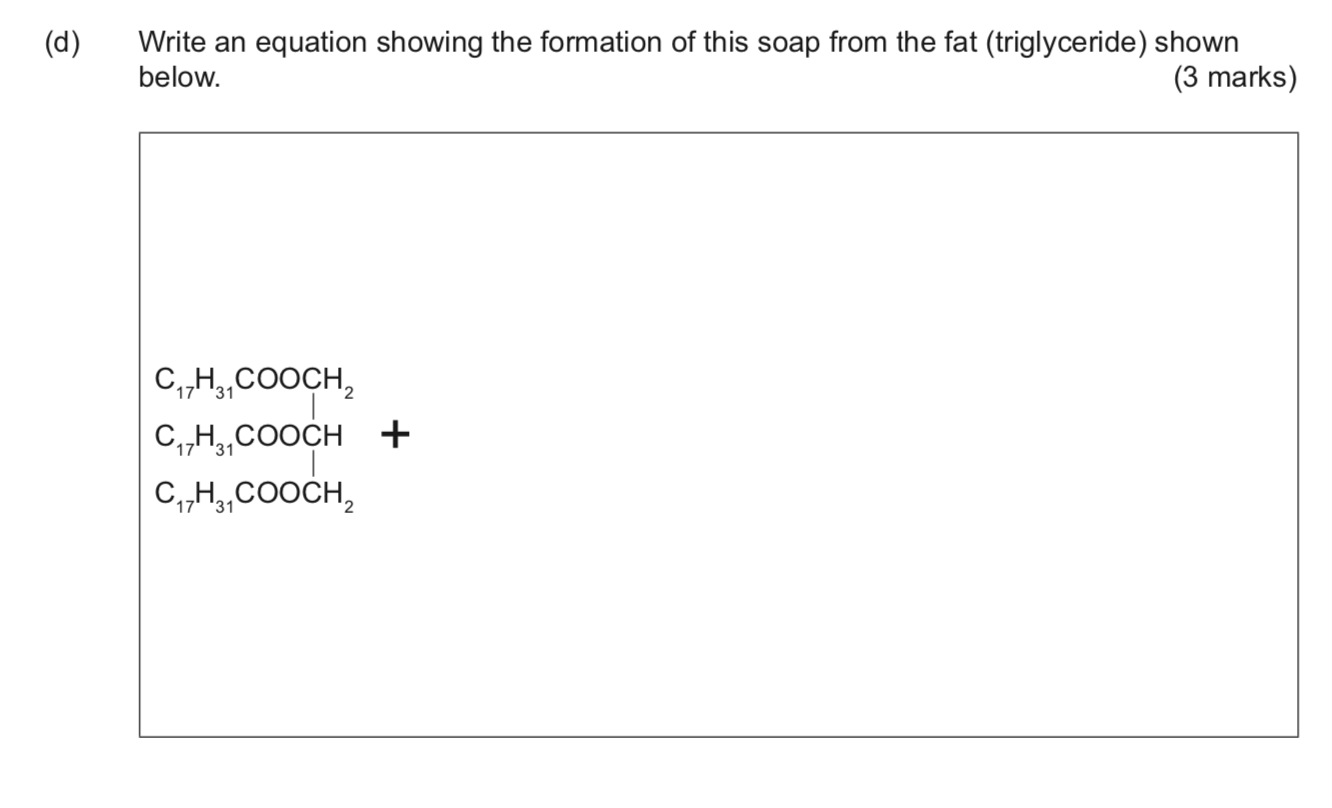 (d) Write an equation showing the formation of this soap from the fat (triglyceride) shown
below. (3 marks)
C₁₇H₃₁COOCH₂
C₁₇H₃₁COOCH +
C₁₇H₃₁COOCH₂